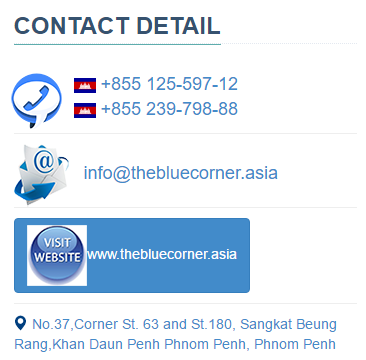 CONTACT DETAIL
+855 125-597-12
+855 239-798-88
@
info@thebluecorner.asia
VISIT
WEBSITE
www.thebluecorner.asia
No.37,Corner St. 63 and St.180, Sangkat Beung
Rang,Khan Daun Penh Phnom Penh, Phnom Penh